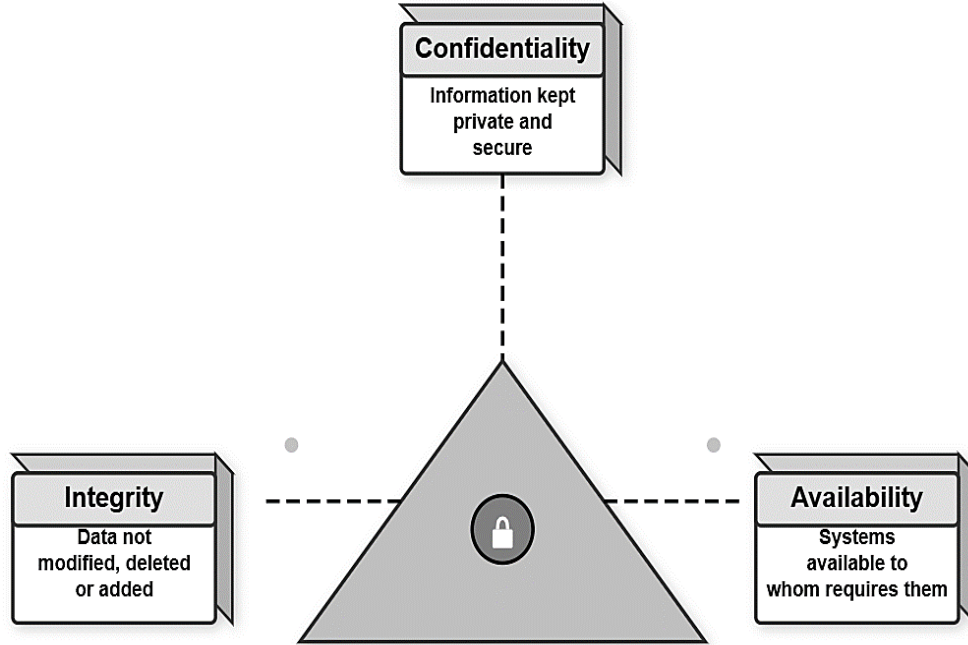 Confidentiality
Information kept
private and
secure
Integrity
Data not
modified, deleted
or added
Availability
Systems
available to
whom requires them